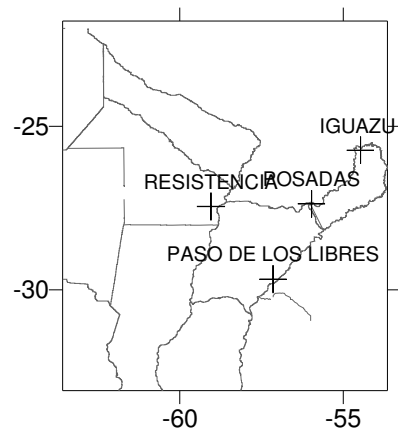 -25
IGUAZU
RESISTENCIA
POSADAS
PASO DE LOS LIBRES
-30
-60
-55